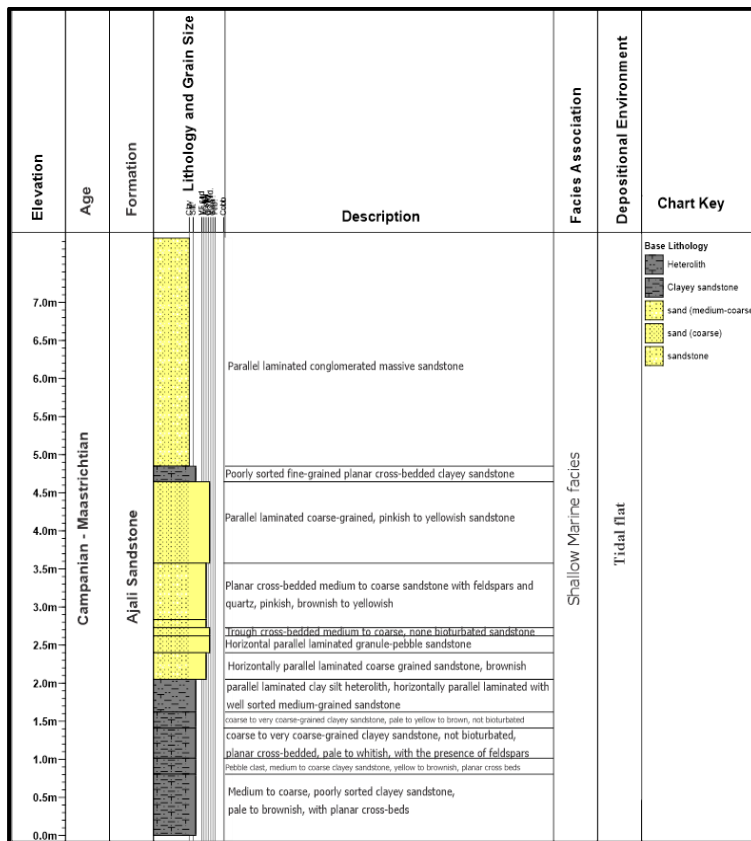 Elevation
Age
Formation
Lithology and Grain Size
Description
Facies Association
Depositional Environment
Chart Key
Cobb
Base Lithology
Heterolith
Clayey sandstone
sand (medium-coarse
sand (coarse)
sandstone
7.0m
6.5m
6.0m
5.5m
5.0m
4.5m
4.0m
3.5m
3.0m
2.5m
2.0m
1.5m
1.0m
0.5m
0.0m
Campanian - Maastrichtian
Ajali Sandstone
Parallel laminated conglomerated massive sandstone
Poorly sorted fine-grained planar cross-bedded clayey sandstone
Parallel laminated coarse-grained, pinkish to yellowish sandstone
Planar cross-bedded medium to coarse sandstone with feldspars and
quartz, pinkish, brownish to yellowish
Trough cross-bedded medium to coarse, none bioturbated sandstone
Horizontal parallel laminated granule-pebble sandstone
Horizontally parallel laminated coarse grained sandstone, brownish
parallel laminated clay silt heterolith, horizontally parallel laminated with
well sorted medium-grained sandstone
coarse to very coarse-grained clayey sandstone, pale to yellow to brown, not bioturbated
coarse to very coarse-grained clayey sandstone, not bioturbated,
planar cross-bedded, pale to whitish, with the presence of feldspars
Pebble clast, medium to coarse clayey sandstone, yellow to brownish, planar cross beds
Medium to coarse, poorly sorted clayey sandstone,
pale to brownish, with planar cross-beds
Shallow Marine facies
Tidal flat